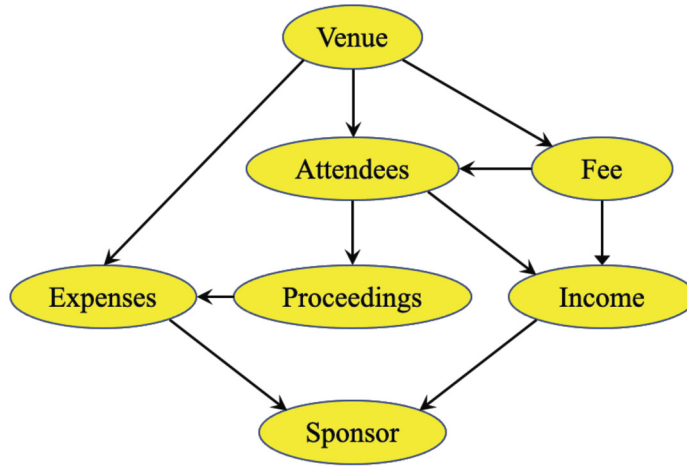 Venue
Attendees
Fee
Expenses
Proceedings
Income
Sponsor